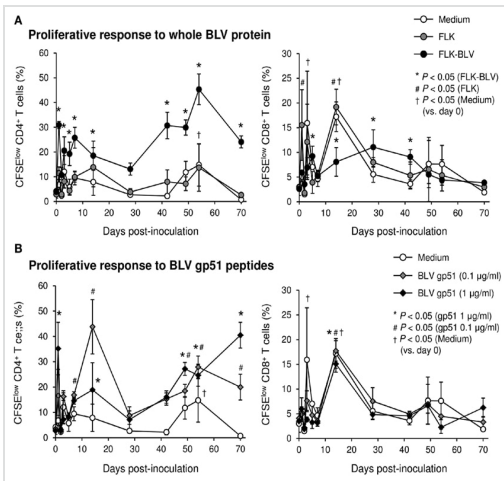 A
Proliferative response to whole BLV protein
Medium
FLK
FLK-BLV
* P < 0.05 (FLK-BLV)
# P < 0.05 (FLK)
† P < 0.05 (Medium)
(vs. day 0)
CFSElow CD4+ T cells (%)
60
50
40
30
20
10
0
0 10 20 30 40 50 60 70
Days post-inoculation
* * * * * * * * * †
CFSElow CD8+ T cells (%)
30
25
20
15
10
5
0
0 10 20 30 40 50 60 70
Days post-inoculation
# † * #† * * *
B
Proliferative response to BLV gp51 peptides
Medium
BLV gp51 (0.1 µg/ml)
BLV gp51 (1 µg/ml)
* P < 0.05 (gp51 1 µg/ml)
# P < 0.05 (gp51 0.1 µg/ml)
† P < 0.05 (Medium)
(vs. day 0)
CFSElow CD4+ T ce::s (%)
60
50
40
30
20
10
0
0 10 20 30 40 50 60 70
Days post-inoculation
* # # * *# *# † * #
CFSElow CD8+ T cells (%)
30
25
20
15
10
5
0
0 10 20 30 40 50 60 70
Days post-inoculation
† *#†